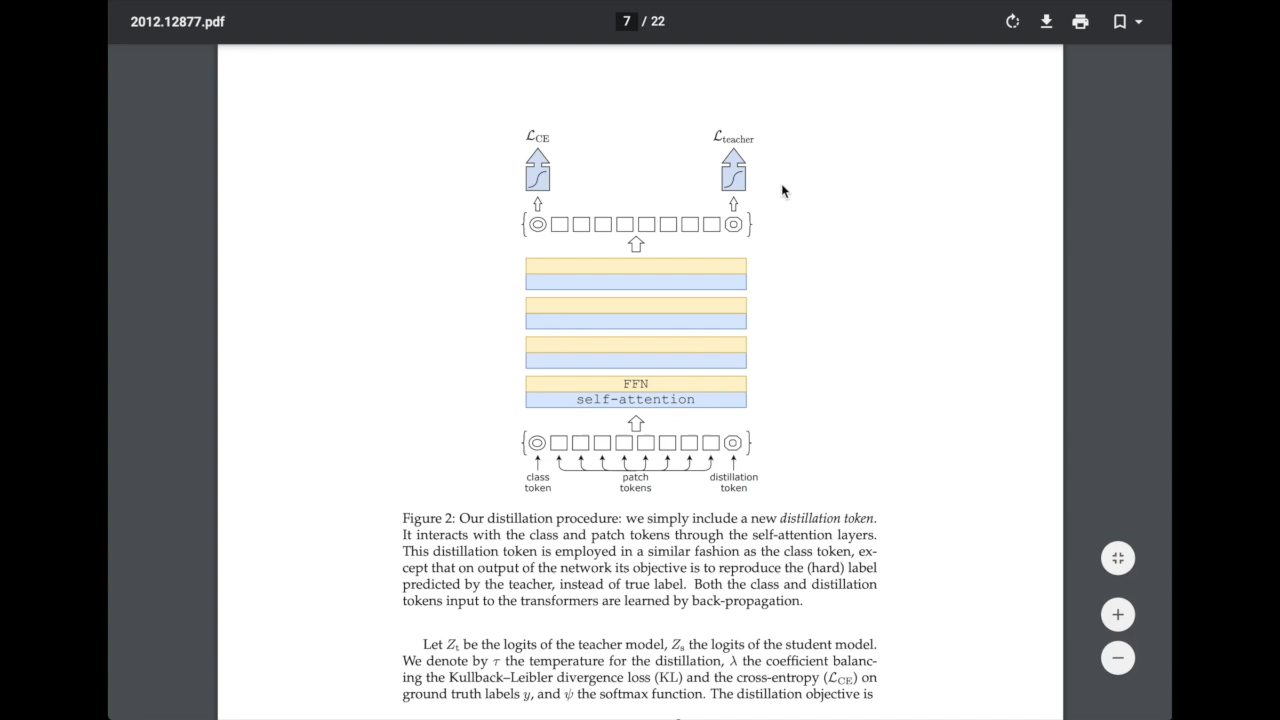 2012.12877.pdf
7 / 22
ℒCE
ℒteacher
FFN
self-attention
class
token
patch
tokens
distillation
token
Figure 2: Our distillation procedure: we simply include a new distillation token.
It interacts with the class and patch tokens through the self-attention layers.
This distillation token is employed in a similar fashion as the class token, ex-
cept that on output of the network its objective is to reproduce the (hard) label
predicted by the teacher, instead of true label. Both the class and distillation
tokens input to the transformers are learned by back-propagation.
Let Zt be the logits of the teacher model, Zs the logits of the student model.
We denote by τ the temperature for the distillation, λ the coefficient balanc-
ing the Kullback–Leibler divergence loss (KL) and the cross-entropy (ℒCE) on
ground truth labels y, and ψ the softmax function. The distillation objective is